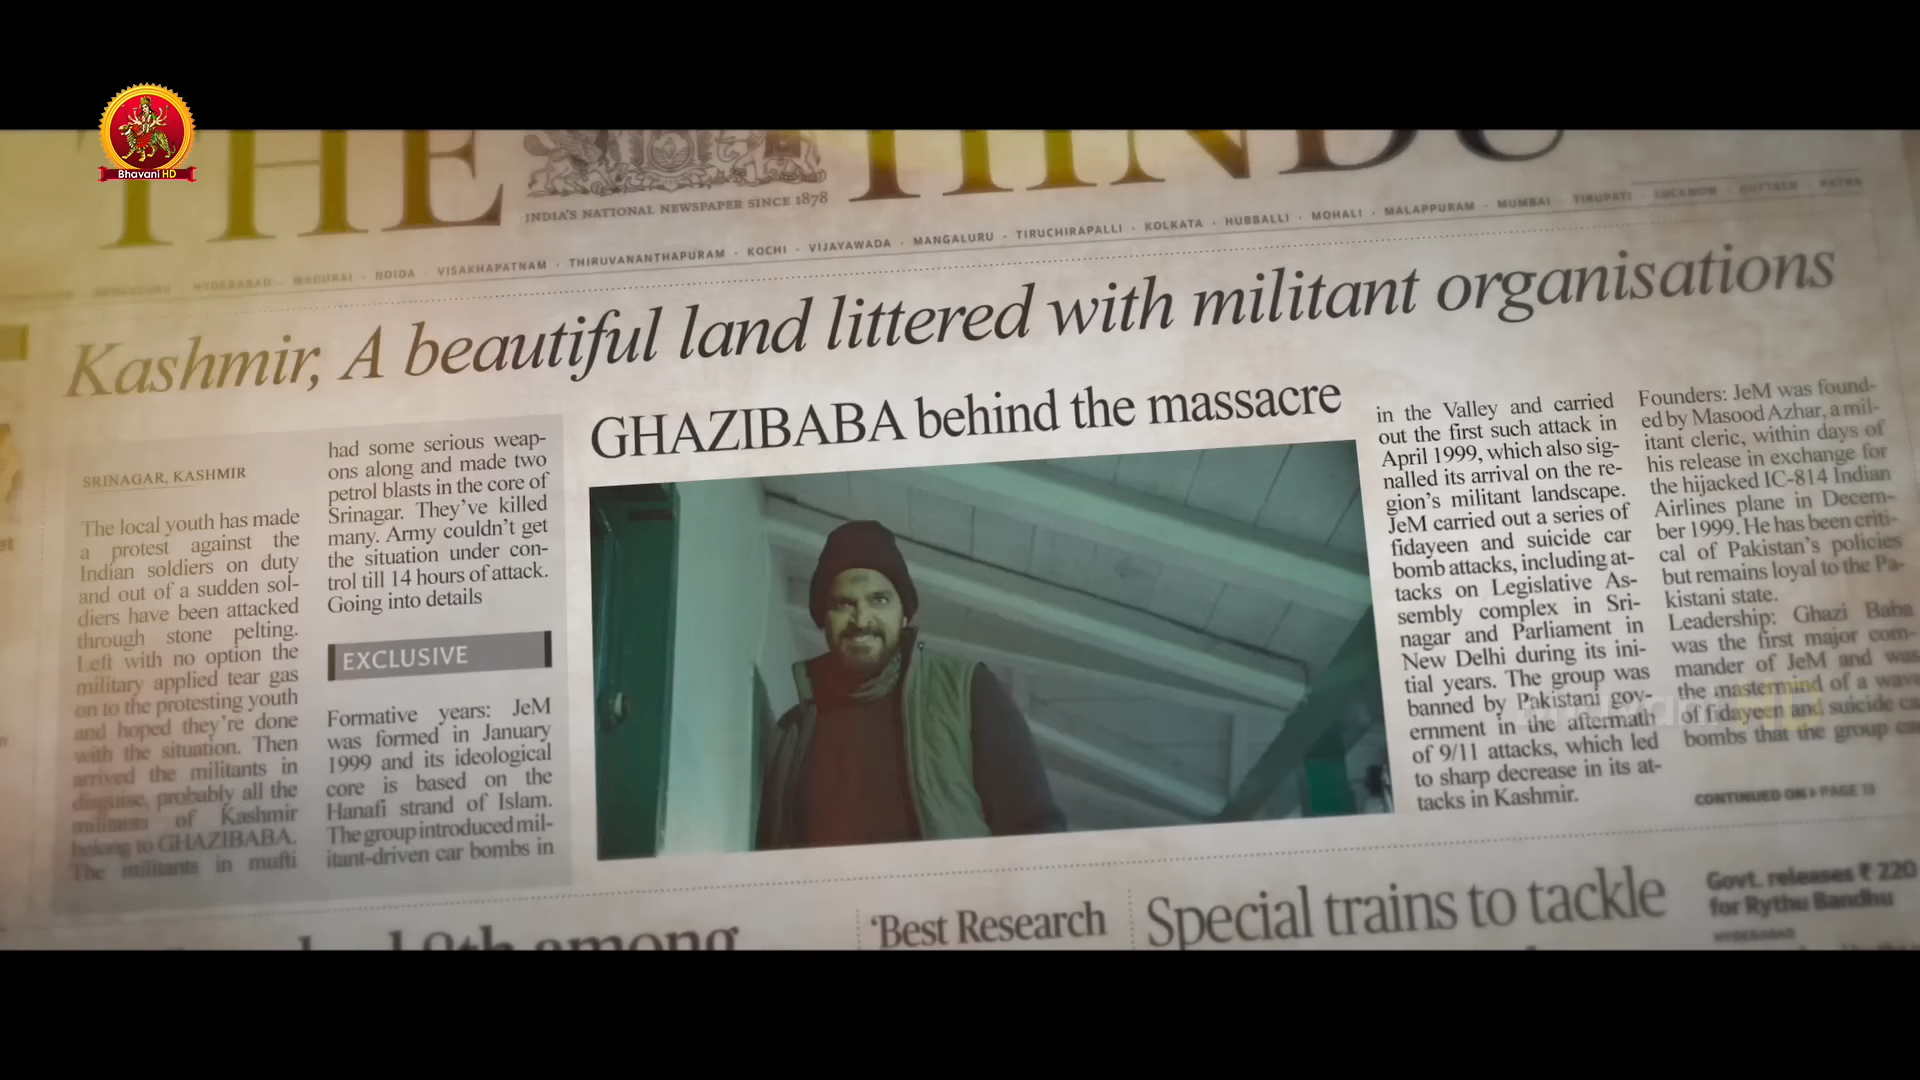 Bhavani HD
THE HINDU
INDIA'S NATIONAL NEWSPAPER SINCE 1878
BENGALURU · HYDERABAD · MADURAI · NOIDA · VISAKHAPATNAM · THIRUVANANTHAPURAM · KOCHI · VIJAYAWADA · MANGALURU · TIRUCHIRAPALLI · KOLKATA · HUBBALLI · MOHALI · MALAPPURAM · MUMBAI · TIRUPATI · LUCKNOW · CUTTACK · PATNA
Kashmir, A beautiful land littered with militant organisations
SRINAGAR, KASHMIR
The local youth has made
a protest against the
Indian soldiers on duty
and out of a sudden sol-
diers have been attacked
through stone pelting.
Left with no option the
military applied tear gas
on to the protesting youth
and hoped they're done
with the situation. Then
arrived the militants in
disguise, probably all the
militants of Kashmir
belong to GHAZIBABA.
The militants in mufti
had some serious weap-
ons along and made two
petrol blasts in the core of
Srinagar. They've killed
many. Army couldn't get
the situation under con-
trol till 14 hours of attack.
Going into details
EXCLUSIVE
Formative years: JeM
was formed in January
1999 and its ideological
core is based on the
Hanafi strand of Islam.
The group introduced mil-
itant-driven car bombs in
GHAZIBABA behind the massacre
in the Valley and carried
out the first such attack in
April 1999, which also sig-
nalled its arrival on the re-
gion's militant landscape.
JeM carried out a series of
fidayeen and suicide car
bomb attacks, including at-
tacks on Legislative As-
sembly complex in Sri-
nagar and Parliament in
New Delhi during its ini-
tial years. The group was
banned by Pakistani gov-
ernment in the aftermath
of 9/11 attacks, which led
to sharp decrease in its at-
tacks in Kashmir.
Founders: JeM was found-
ed by Masood Azhar, a mil-
itant cleric, within days of
his release in exchange for
the hijacked IC-814 Indian
Airlines plane in Decem-
ber 1999. He has been criti-
cal of Pakistan's policies
but remains loyal to the Pa-
kistani state.
Leadership: Ghazi Baba
was the first major com-
mander of JeM and was
the mastermind of a wave
of fidayeen and suicide ca
bombs that the group ca
CONTINUED ON ▸ PAGE 13
among
'Best Research
Special trains to tackle
Govt. releases ₹ 220
for Rythu Bandhu
HYDERABAD